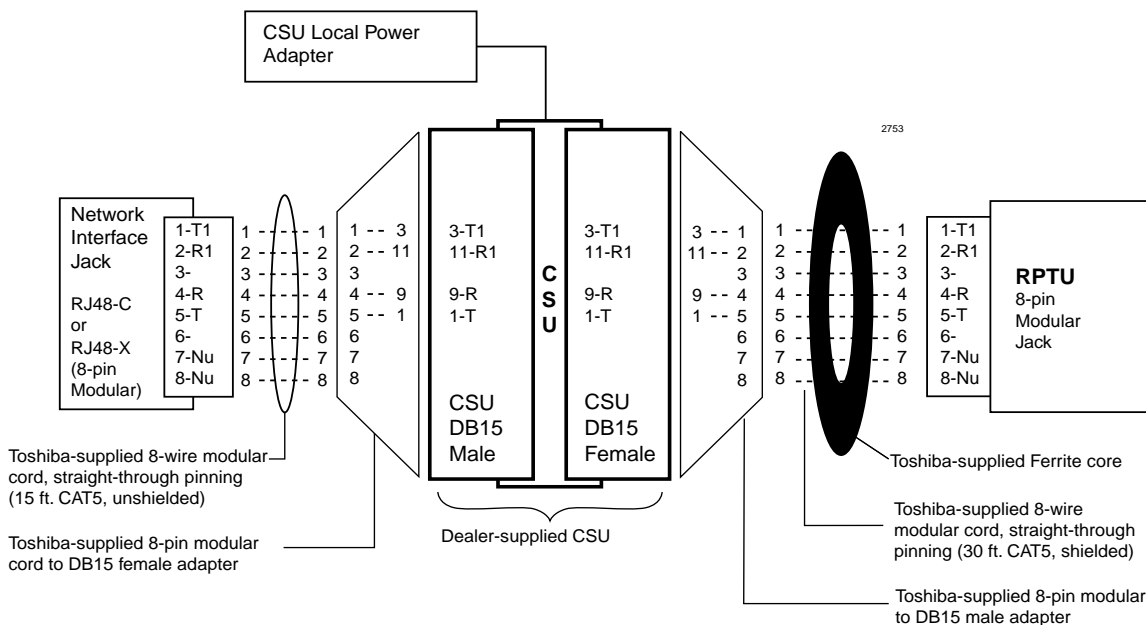 CSU Local Power
Adapter
2753
Network
Interface
Jack
RJ48-C
or
RJ48-X
(8-pin
Modular)
1-T1
2-R1
3-
4-R
5-T
6-
7-Nu
8-Nu
1 1
2 2
3 3
4 4
5 5
6 6
7 7
8 8
1 3
2 11
3
4 9
5 1
6
7
8
3-T1
11-R1
9-R
1-T
CSU
DB15
Male
CSU
3-T1
11-R1
9-R
1-T
CSU
DB15
Female
3 1
11 2
3
9 4
1 5
6
7
8
1 1
2 2
3 3
4 4
5 5
6 6
7 7
8 8
1-T1
2-R1
3-
4-R
5-T
6-
7-Nu
8-Nu
RPTU
8-pin
Modular
Jack
Toshiba-supplied 8-wire modular
cord, straight-through pinning
(15 ft. CAT5, unshielded)
Toshiba-supplied 8-pin modular
cord to DB15 female adapter
Dealer-supplied CSU
Toshiba-supplied Ferrite core
Toshiba-supplied 8-wire
modular cord, straight-through
pinning (30 ft. CAT5, shielded)
Toshiba-supplied 8-pin modular
to DB15 male adapter